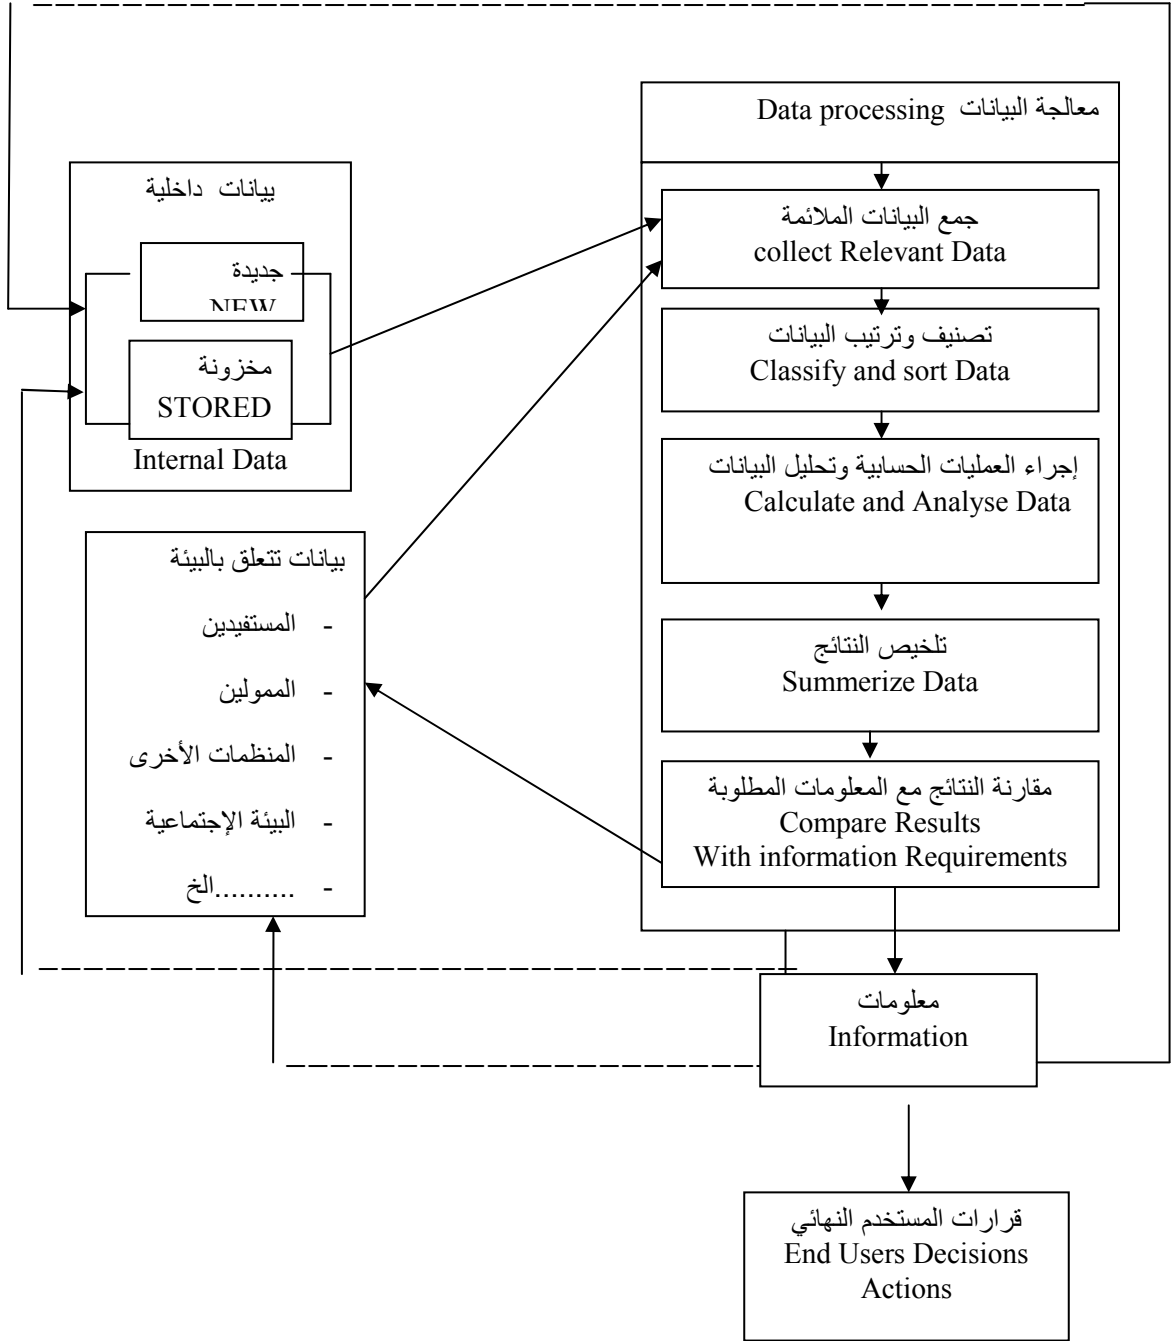 معالجة البيانات Data processing
جمع البيانات الملائمة
collect Relevant Data
تصنيف وترتيب البيانات
Classify and sort Data
إجراء العمليات الحسابية وتحليل البيانات
Calculate and Analyse Data
تلخيص النتائج
Summerize Data
مقارنة النتائج مع المعلومات المطلوبة
Compare Results
With information Requirements
بيانات داخلية
جديدة
NEW
مخزونة
STORED
Internal Data
بيانات تتعلق بالبيئة
- المستفيدين
- الممولين
- المنظمات الأخرى
- البيئة الإجتماعية
- ..........الخ
معلومات
Information
قرارات المستخدم النهائي
End Users Decisions
Actions